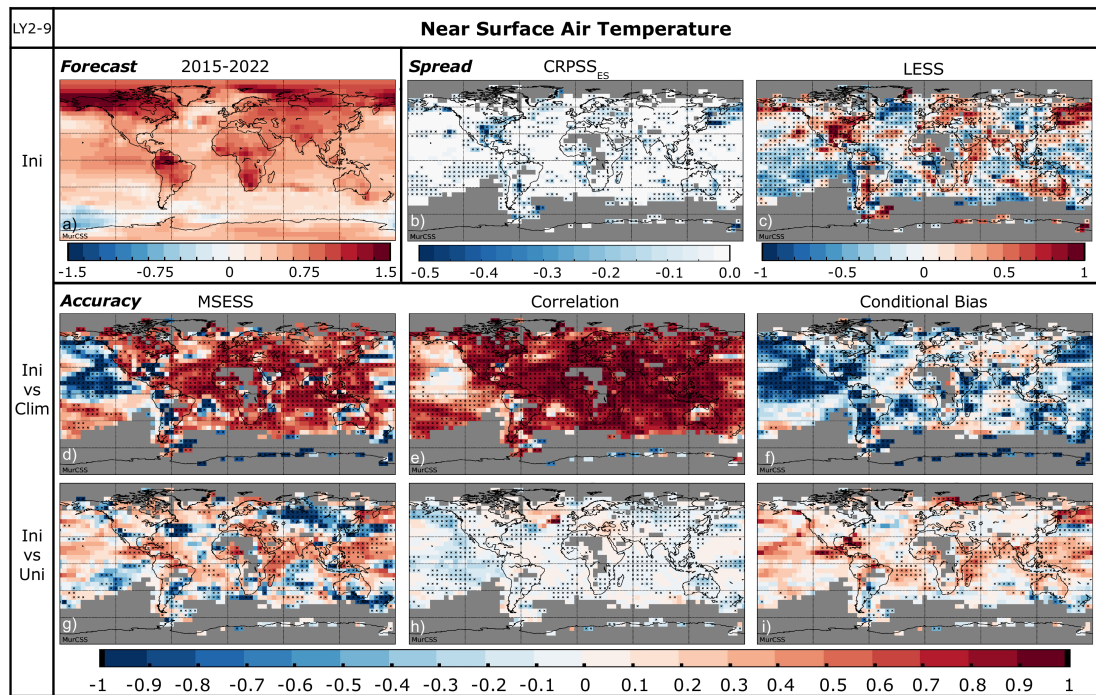 LY2-9
Near Surface Air Temperature
Forecast 2015-2022
Spread CRPSS_ES LESS
Ini
a) b) c)
MurCSS MurCSS MurCSS
-1.5 -0.75 0 0.75 1.5
-0.5 -0.4 -0.3 -0.2 -0.1 0.0
-1 -0.5 0 0.5 1
Accuracy MSESS Correlation Conditional Bias
Ini
vs
Clim
d) e) f)
MurCSS MurCSS MurCSS
Ini
vs
Uni
g) h) i)
MurCSS MurCSS MurCSS
-1 -0.9 -0.8 -0.7 -0.6 -0.5 -0.4 -0.3 -0.2 -0.1 0 0.1 0.2 0.3 0.4 0.5 0.6 0.7 0.8 0.9 1